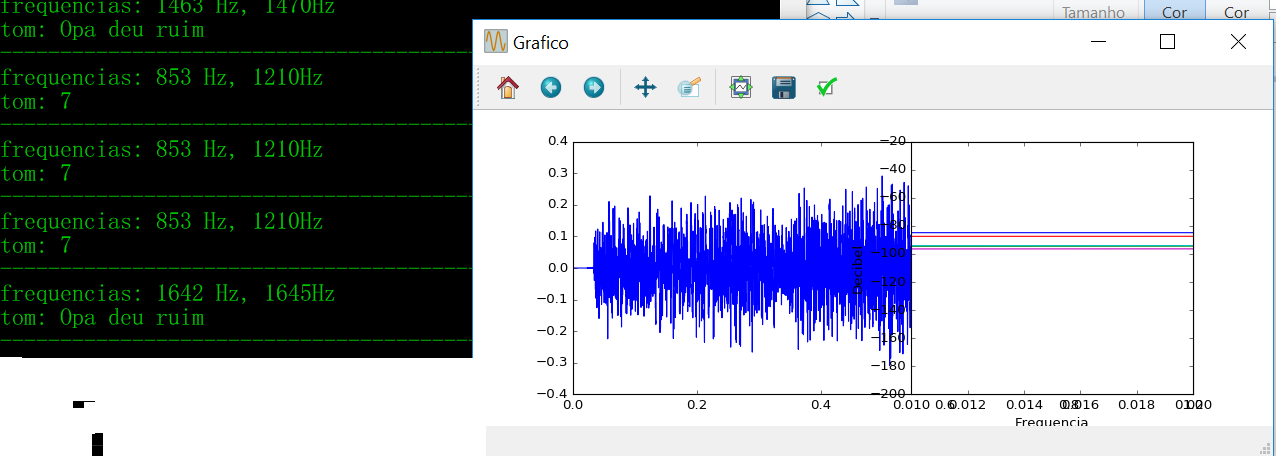 frequencias: 1463 Hz, 1470Hz
tom: Opa deu ruim
frequencias: 853 Hz, 1210Hz
tom: 7
frequencias: 853 Hz, 1210Hz
tom: 7
frequencias: 853 Hz, 1210Hz
tom: 7
frequencias: 1642 Hz, 1645Hz
tom: Opa deu ruim
Tamanho Cor Cor
Grafico
0.4
0.3
0.2
0.1
0.0
−0.1
−0.2
−0.3
−0.4
0.0 0.2 0.4 0.6 0.8
−20
−40
−60
−80
−100
−120
−140
−160
−180
−200
0.010 0.012 0.014 0.016 0.018 0.020
Frequencia